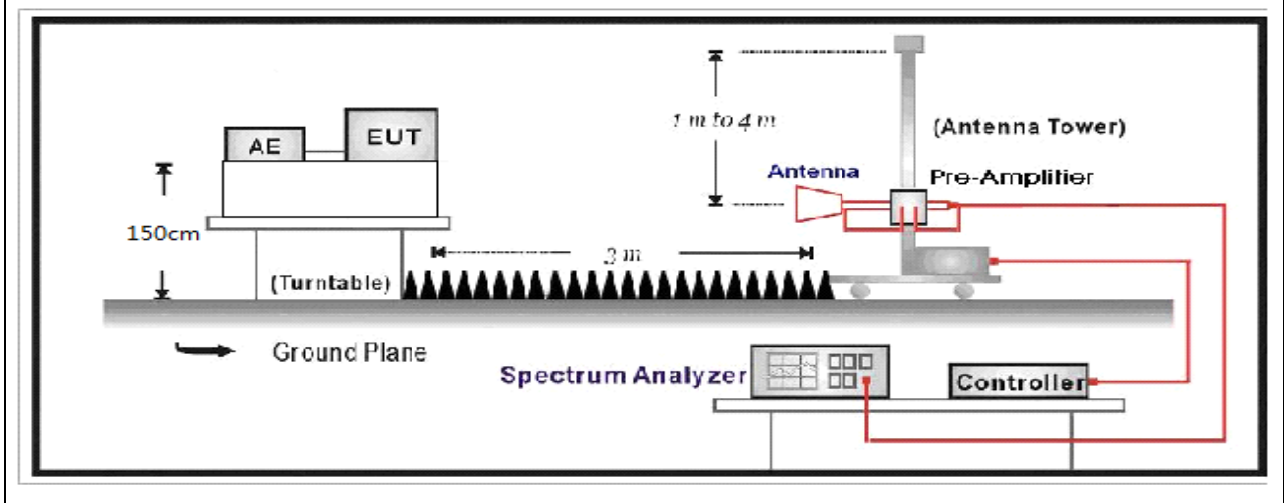 1 m to 4 m
(Antenna Tower)
AE
EUT
Antenna
Pre-Amplifier
150cm
3 m
(Turntable)
Ground Plane
Spectrum Analyzer
Controller